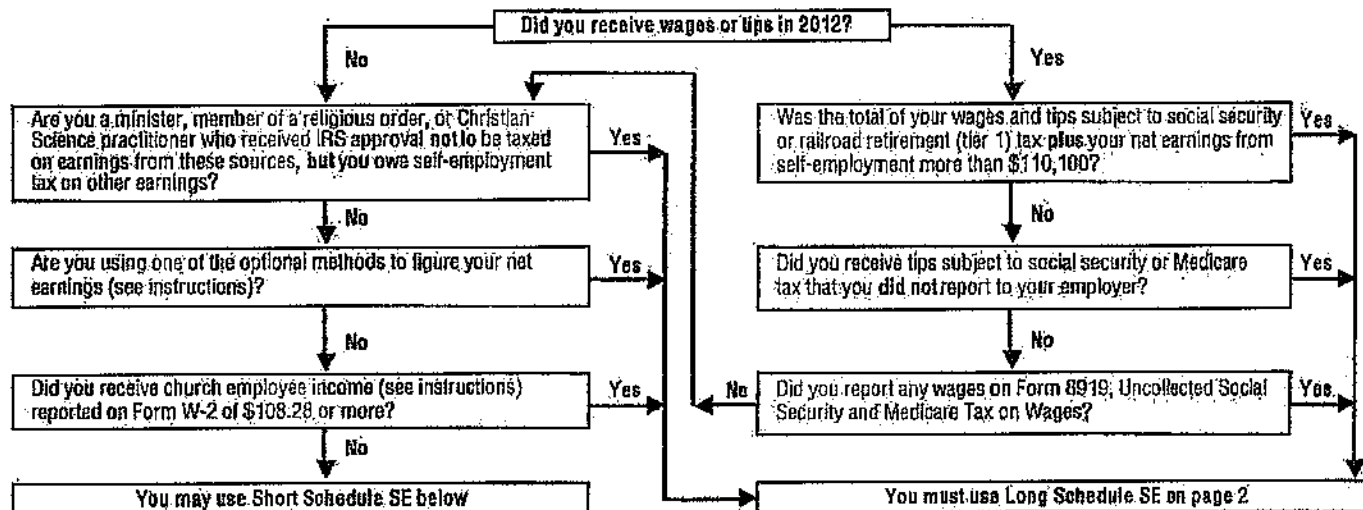 Did you receive wages or tips in 2012?
No
Yes
Are you a minister, member of a religious order, or Christian
Science practitioner who received IRS approval not to be taxed
on earnings from these sources, but you owe self-employment
tax on other earnings?
Yes
Was the total of your wages and tips subject to social security
or railroad retirement (tier 1) tax plus your net earnings from
self-employment more than $110,100?
Yes
No
No
Are you using one of the optional methods to figure your net
earnings (see instructions)?
Yes
Did you receive tips subject to social security or Medicare
tax that you did not report to your employer?
Yes
No
No
Did you receive church employee income (see instructions)
reported on Form W-2 of $108.28 or more?
Yes
No
Did you report any wages on Form 8919, Uncollected Social
Security and Medicare Tax on Wages?
Yes
No
You may use Short Schedule SE below
You must use Long Schedule SE on page 2